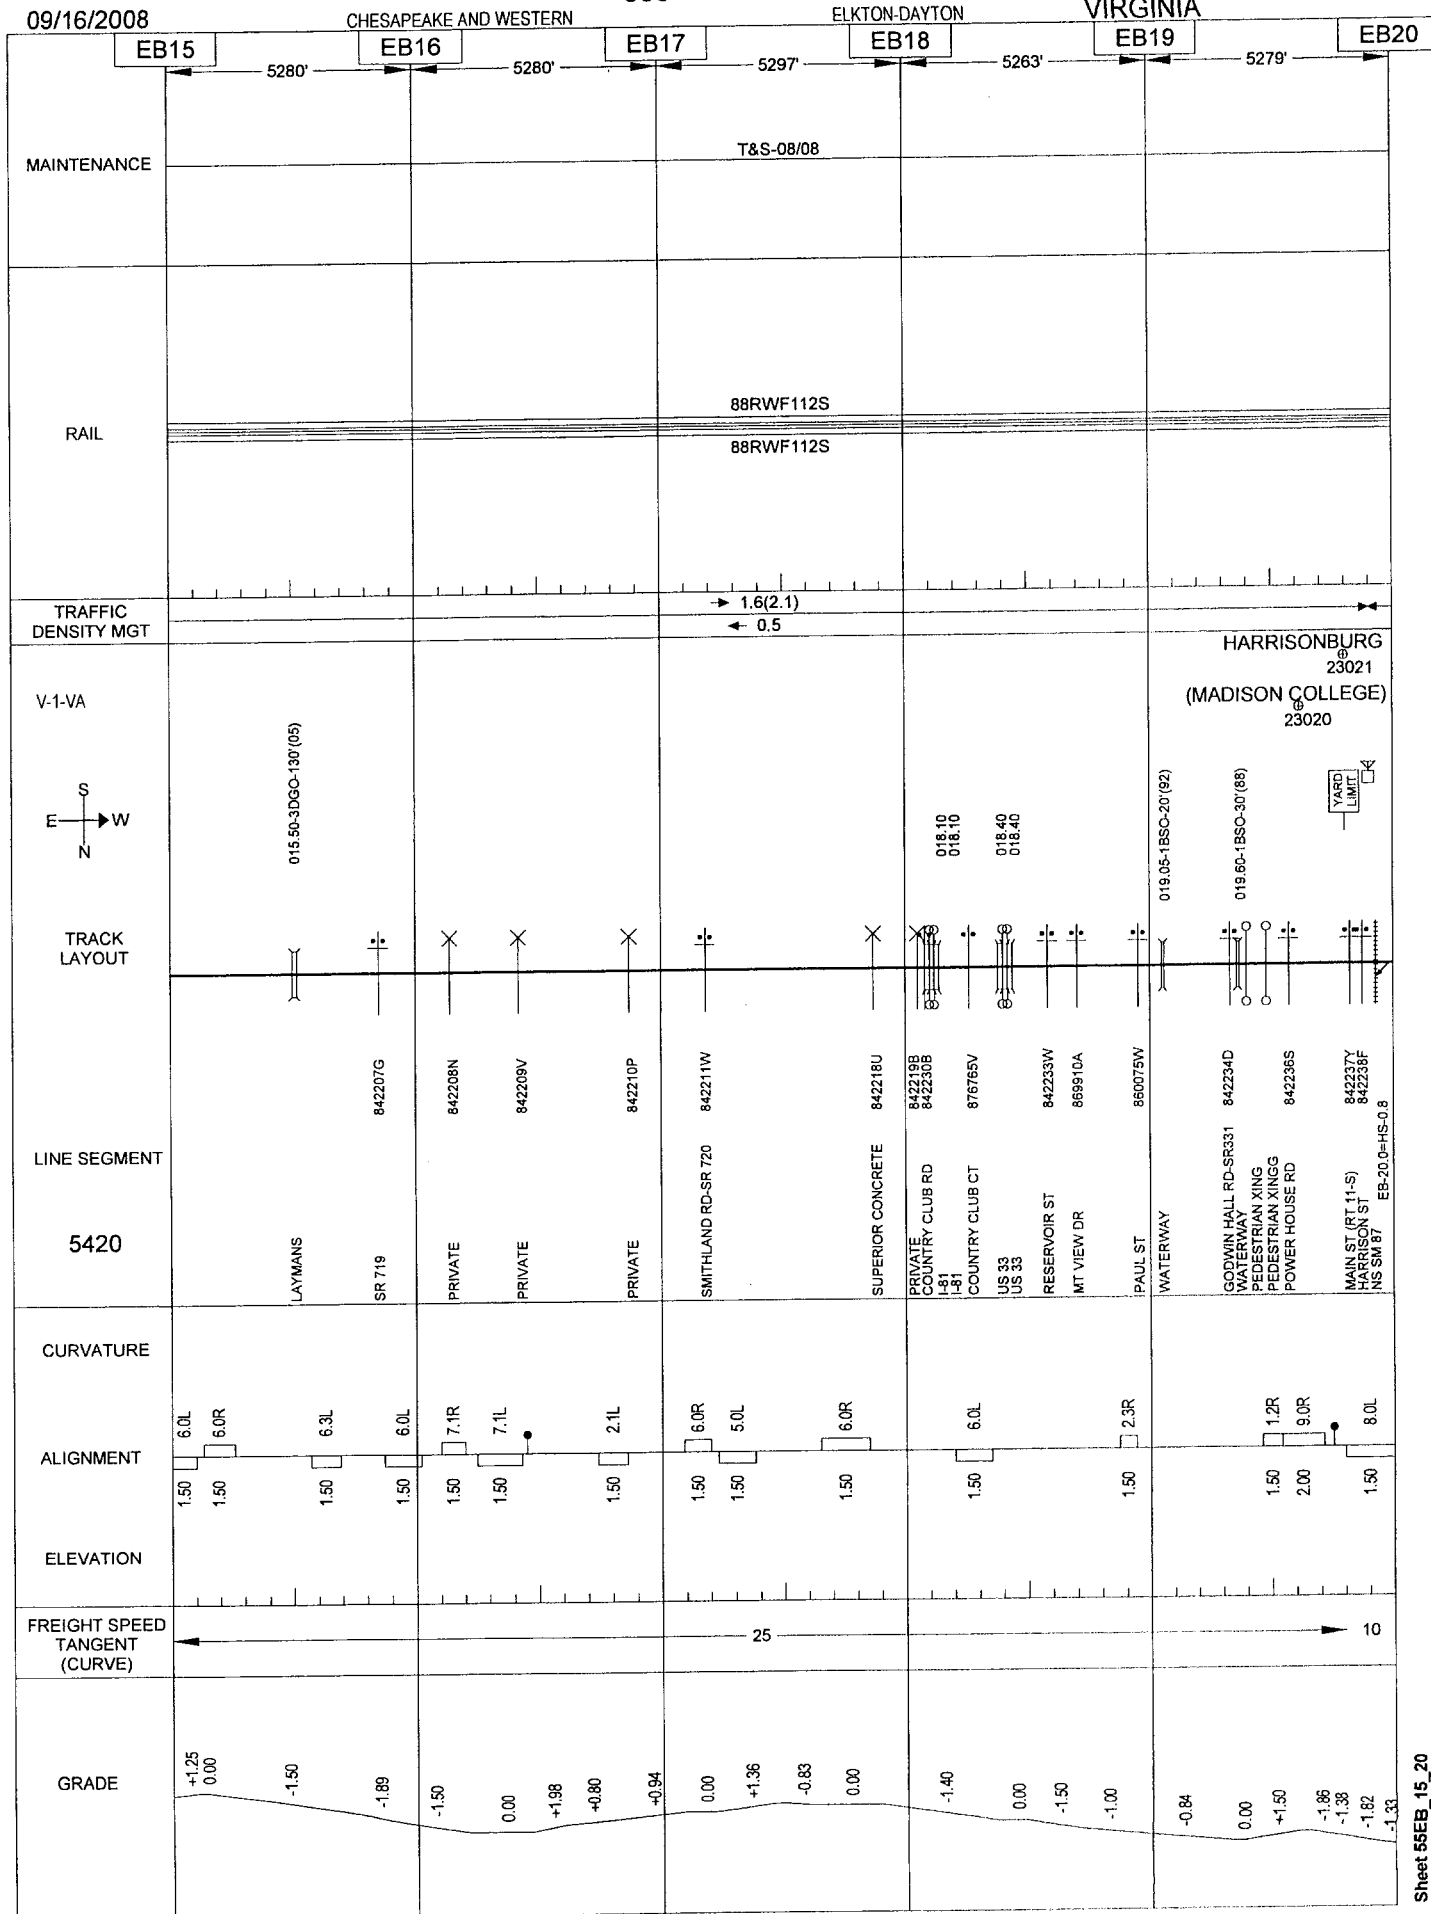 09/16/2008
CHESAPEAKE AND WESTERN
ELKTON-DAYTON
VIRGINIA
EB15
EB16
EB17
EB18
EB19
EB20
5280'
5280'
5297'
5263'
5279'
MAINTENANCE
T&S-08/08
RAIL
88RWF112S
88RWF112S
TRAFFIC
DENSITY MGT
1.6(2.1)
0.5
HARRISONBURG
23021
(MADISON COLLEGE)
23020
V-1-VA
S
E
W
N
015.50-3DGO-130'(05)
018.10
018.10
018.40
018.40
019.05-1BSO-20'(92)
019.60-1BSO-30'(88)
YARD
LIMIT
TRACK
LAYOUT
842207G
842208N
842209V
842210P
842211W
842218U
842219B
842230B
876765V
842233W
869910A
860075W
842234D
842236S
842237Y
842238F
LINE SEGMENT
5420
LAYMANS
SR 719
PRIVATE
PRIVATE
PRIVATE
SMITHLAND RD-SR 720
SUPERIOR CONCRETE
PRIVATE
COUNTRY CLUB RD
I-81
I-81
COUNTRY CLUB CT
US 33
US 33
RESERVOIR ST
MT VIEW DR
PAUL ST
WATERWAY
GODWIN HALL RD-SR331
WATERWAY
PEDESTRIAN XING
PEDESTRIAN XINGG
POWER HOUSE RD
MAIN ST (RT 11-S)
HARRISON ST
NS SM 87
EB-20.0=HS-0.8
CURVATURE
6.0L
6.0R
6.3L
6.0L
7.1R
7.1L
2.1L
6.0R
5.0L
6.0R
6.0L
2.3R
1.2R
9.0R
8.0L
ALIGNMENT
1.50
1.50
1.50
1.50
1.50
1.50
1.50
1.50
1.50
1.50
1.50
1.50
1.50
2.00
1.50
ELEVATION
FREIGHT SPEED
TANGENT
(CURVE)
25
10
GRADE
+1.25
0.00
-1.50
-1.89
-1.50
0.00
+1.98
+0.80
+0.94
0.00
+1.36
-0.83
0.00
-1.40
0.00
-1.50
-1.00
-0.84
0.00
+1.50
-1.86
-1.38
-1.82
-1.33
Sheet 55EB_15_20